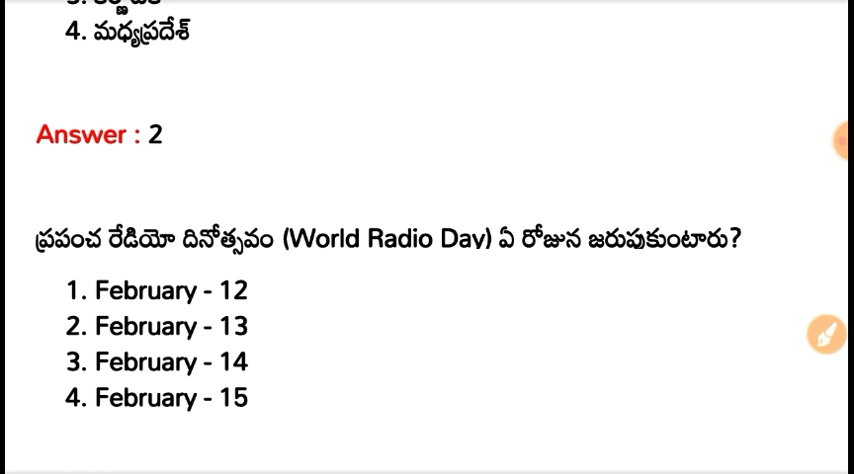 4. మధ్యప్రదేశ్
Answer : 2
ప్రపంచ రేడియో దినోత్సవం (World Radio Day) ఏ రోజున జరుపుకుంటారు?
1. February - 12
2. February - 13
3. February - 14
4. February - 15